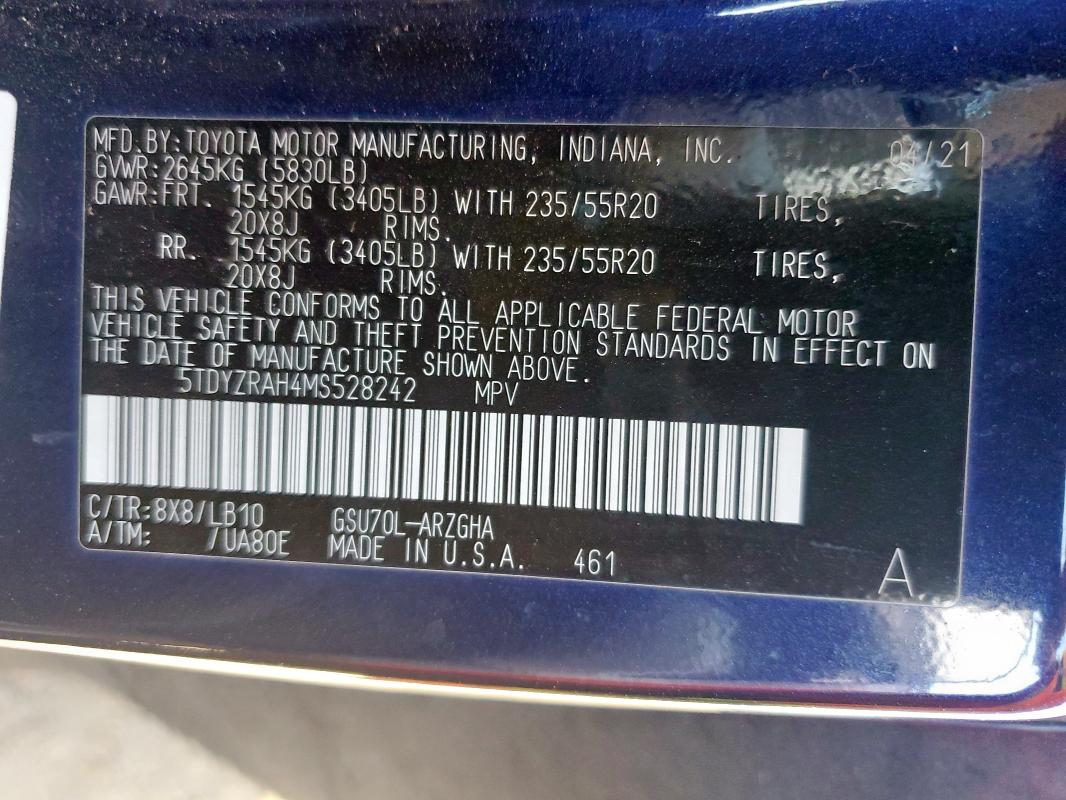 MFD.BY:TOYOTA MOTOR MANUFACTURING, INDIANA, INC. 04/21
GVWR:2645KG (5830LB)
GAWR:FRT. 1545KG (3405LB) WITH 235/55R20 TIRES,
20X8J RIMS.
RR. 1545KG (3405LB) WITH 235/55R20 TIRES,
20X8J RIMS.
THIS VEHICLE CONFORMS TO ALL APPLICABLE FEDERAL MOTOR
VEHICLE SAFETY AND THEFT PREVENTION STANDARDS IN EFFECT ON
THE DATE OF MANUFACTURE SHOWN ABOVE.
5TDYZRAH4MS528242 MPV
C/TR:8X8/LB10 GSU70L-ARZGHA
A/TM: /UA80E MADE IN U.S.A. 461
A